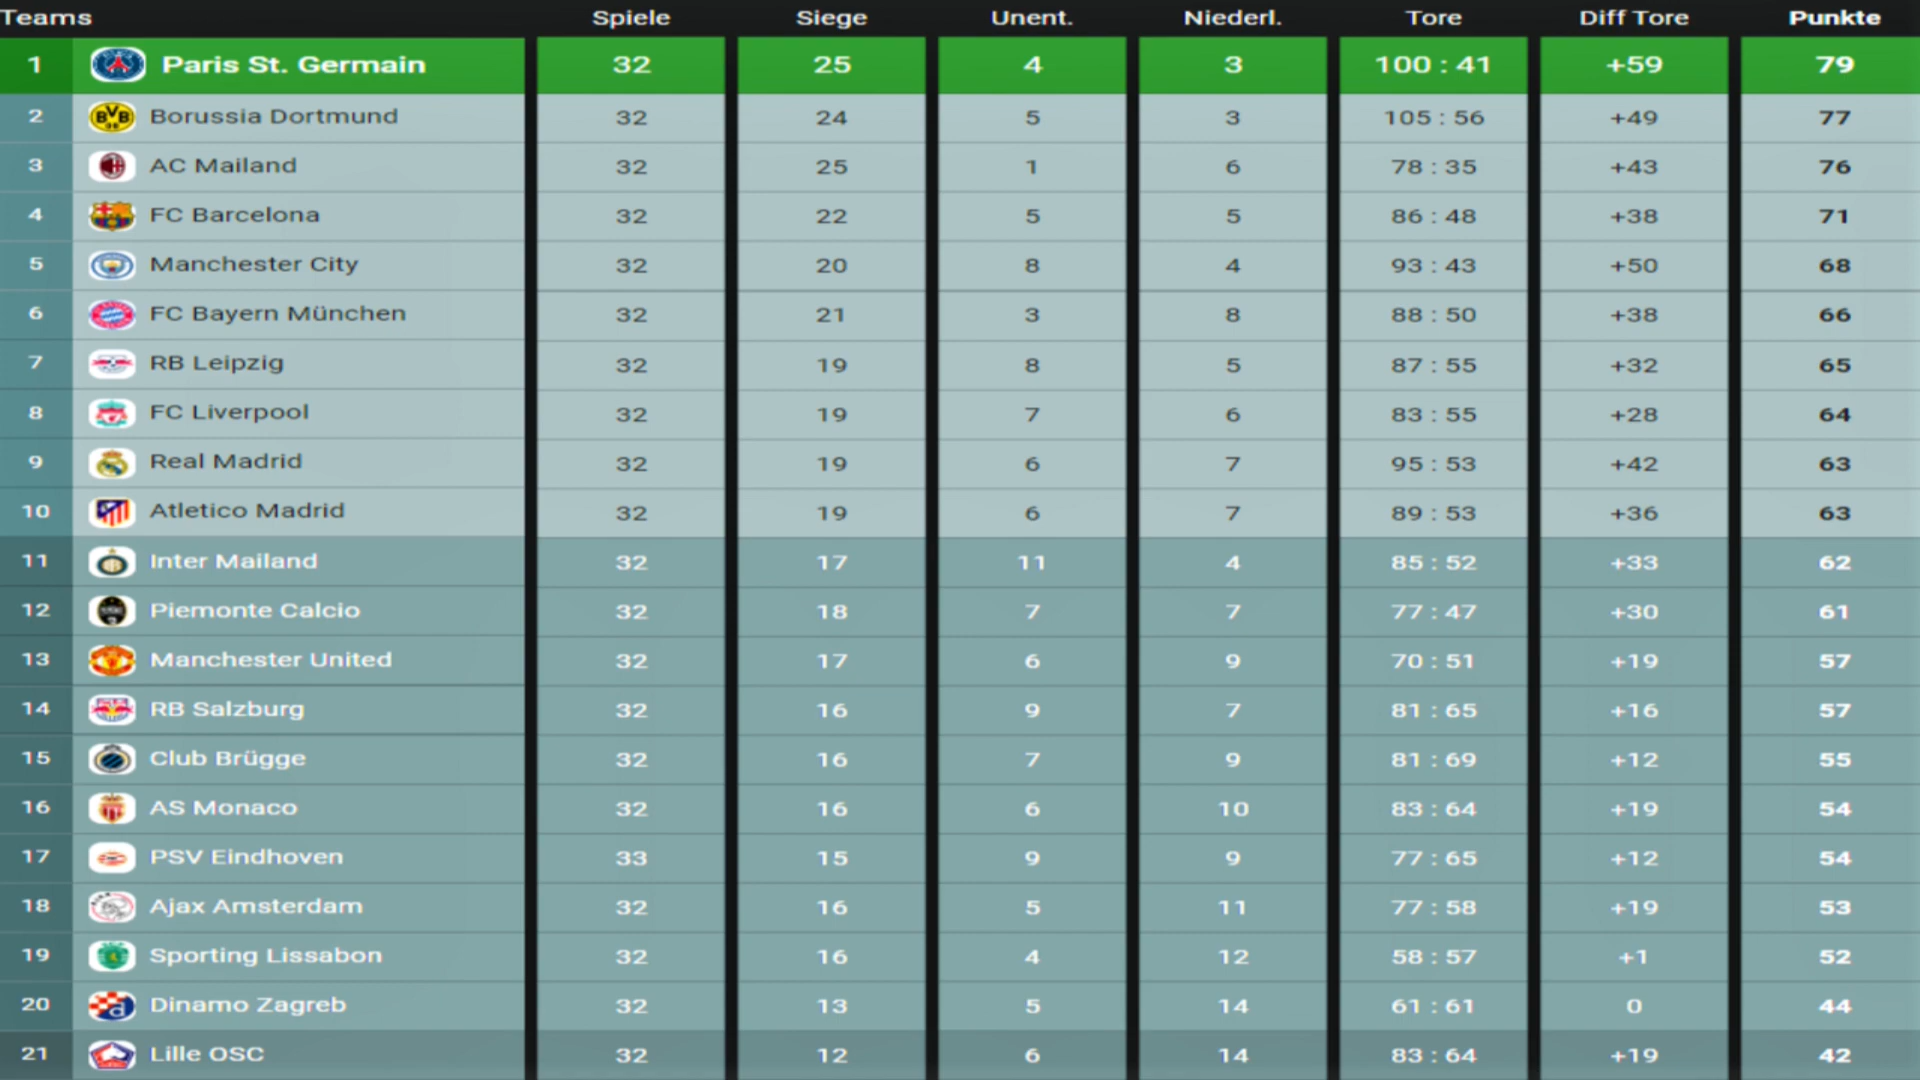 Teams Spiele Siege Unent. Niederl. Tore Diff Tore Punkte
1 Paris St. Germain 32 25 4 3 100 : 41 +59 79
2 BVB 09 Borussia Dortmund 32 24 5 3 105 : 56 +49 77
3 AC Mailand 32 25 1 6 78 : 35 +43 76
4 FC Barcelona 32 22 5 5 86 : 48 +38 71
5 Manchester City 32 20 8 4 93 : 43 +50 68
6 FC Bayern München 32 21 3 8 88 : 50 +38 66
7 RB Leipzig 32 19 8 5 87 : 55 +32 65
8 FC Liverpool 32 19 7 6 83 : 55 +28 64
9 Real Madrid 32 19 6 7 95 : 53 +42 63
10 Atletico Madrid 32 19 6 7 89 : 53 +36 63
11 Inter Mailand 32 17 11 4 85 : 52 +33 62
12 Piemonte Calcio 32 18 7 7 77 : 47 +30 61
13 Manchester United 32 17 6 9 70 : 51 +19 57
14 RB Salzburg 32 16 9 7 81 : 65 +16 57
15 Club Brügge 32 16 7 9 81 : 69 +12 55
16 AS Monaco 32 16 6 10 83 : 64 +19 54
17 PSV Eindhoven 33 15 9 9 77 : 65 +12 54
18 Ajax Amsterdam 32 16 5 11 77 : 58 +19 53
19 Sporting Lissabon 32 16 4 12 58 : 57 +1 52
20 Dinamo Zagreb 32 13 5 14 61 : 61 0 44
21 Lille OSC 32 12 6 14 83 : 64 +19 42